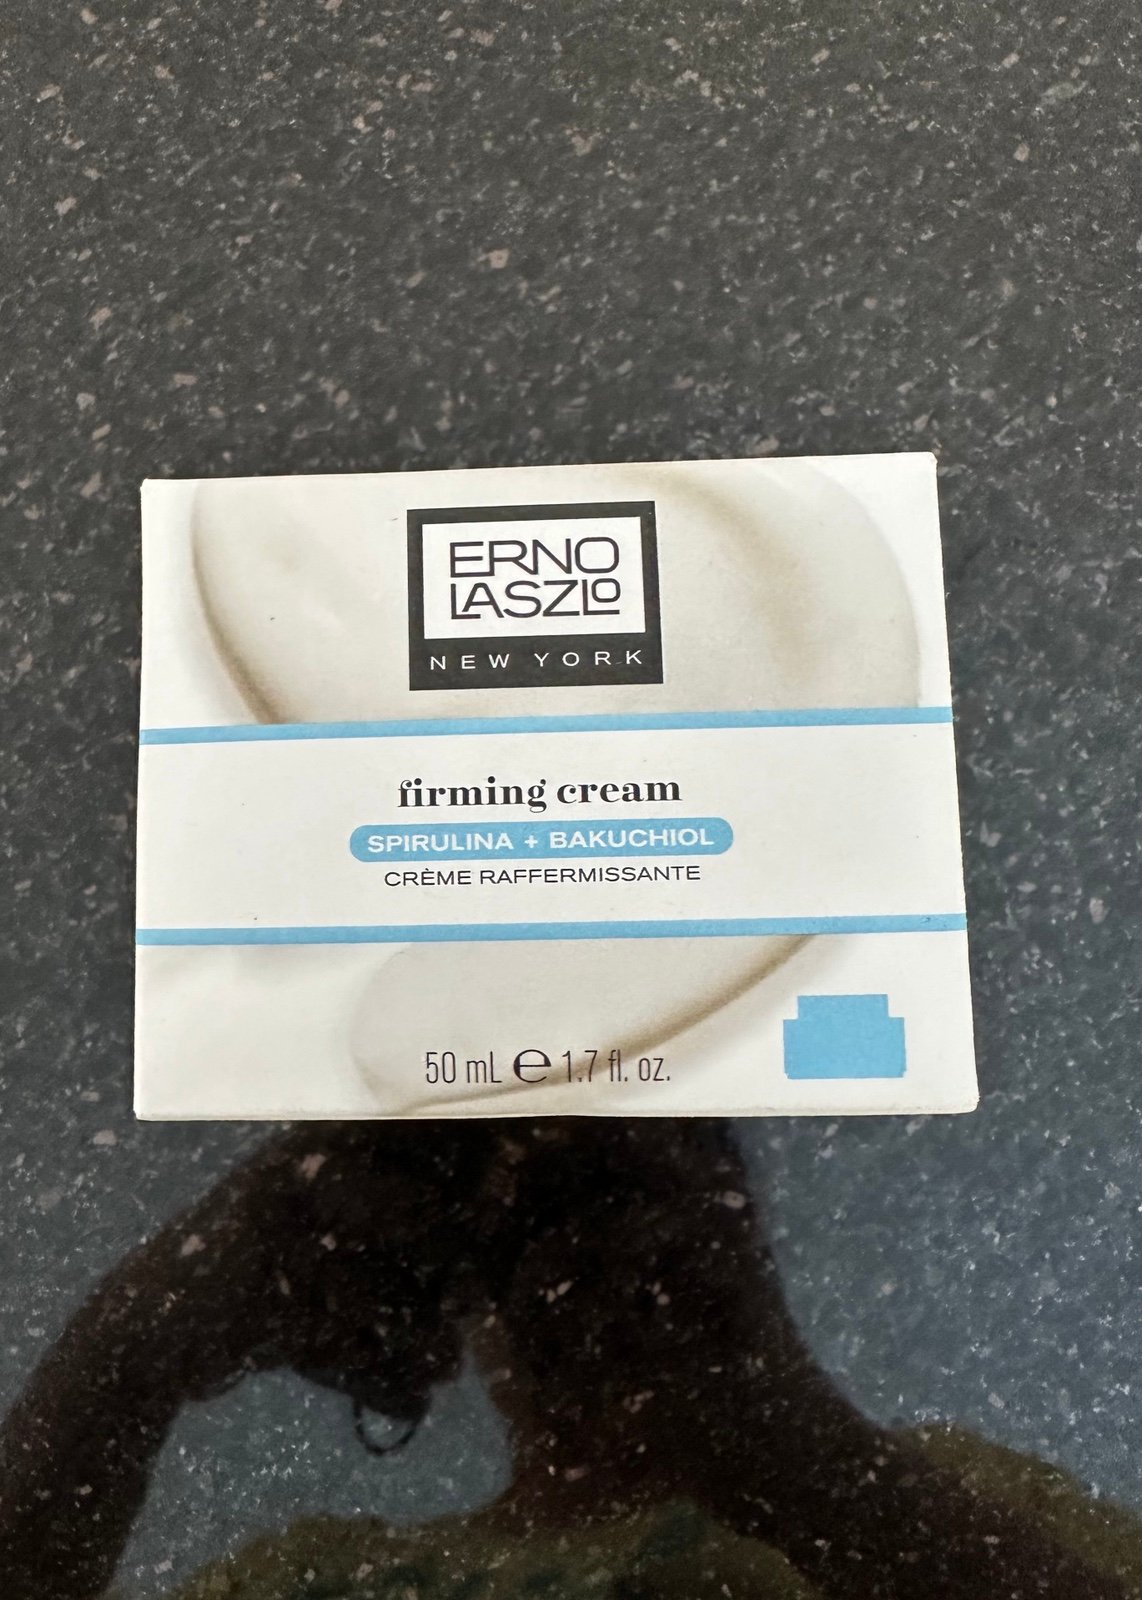 ERNO
LASZLO
NEW YORK
firming cream
SPIRULINA + BAKUCHIOL
CRÈME RAFFERMISSANTE
50 mL ℮ 1.7 fl. oz.